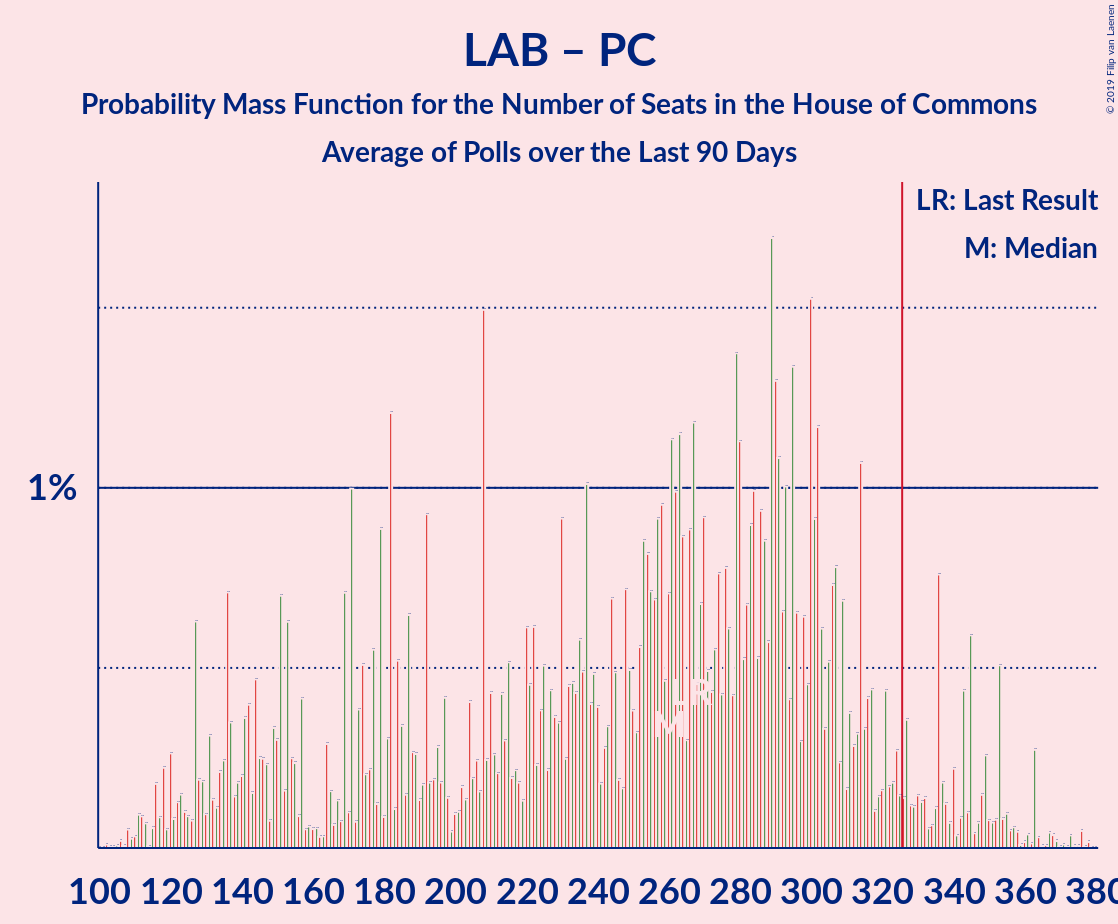 LAB – PC
Probability Mass Function for the Number of Seats in the House of Commons
Average of Polls over the Last 90 Days
© 2019 Filip van Laenen
LR: Last Result
M: Median
1%
M
LR
100 120 140 160 180 200 220 240 260 280 300 320 340 360 380